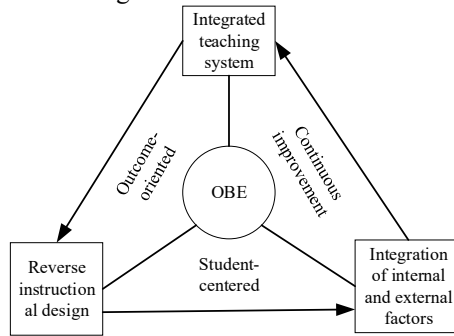 Integrated
teaching
system
Outcome-
oriented
Continuous
improvement
OBE
Reverse
instruction
al design
Student-
centered
Integration
of internal
and external
factors